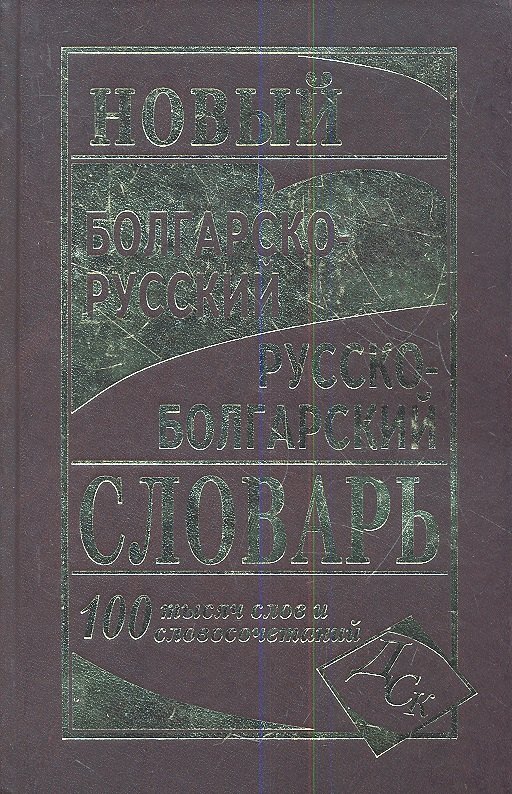 НОВЫЙ
БОЛГАРСКО-
РУССКИЙ
РУССКО-
БОЛГАРСКИЙ
СЛОВАРЬ
100 тысяч слов и
словосочетаний
ДСК